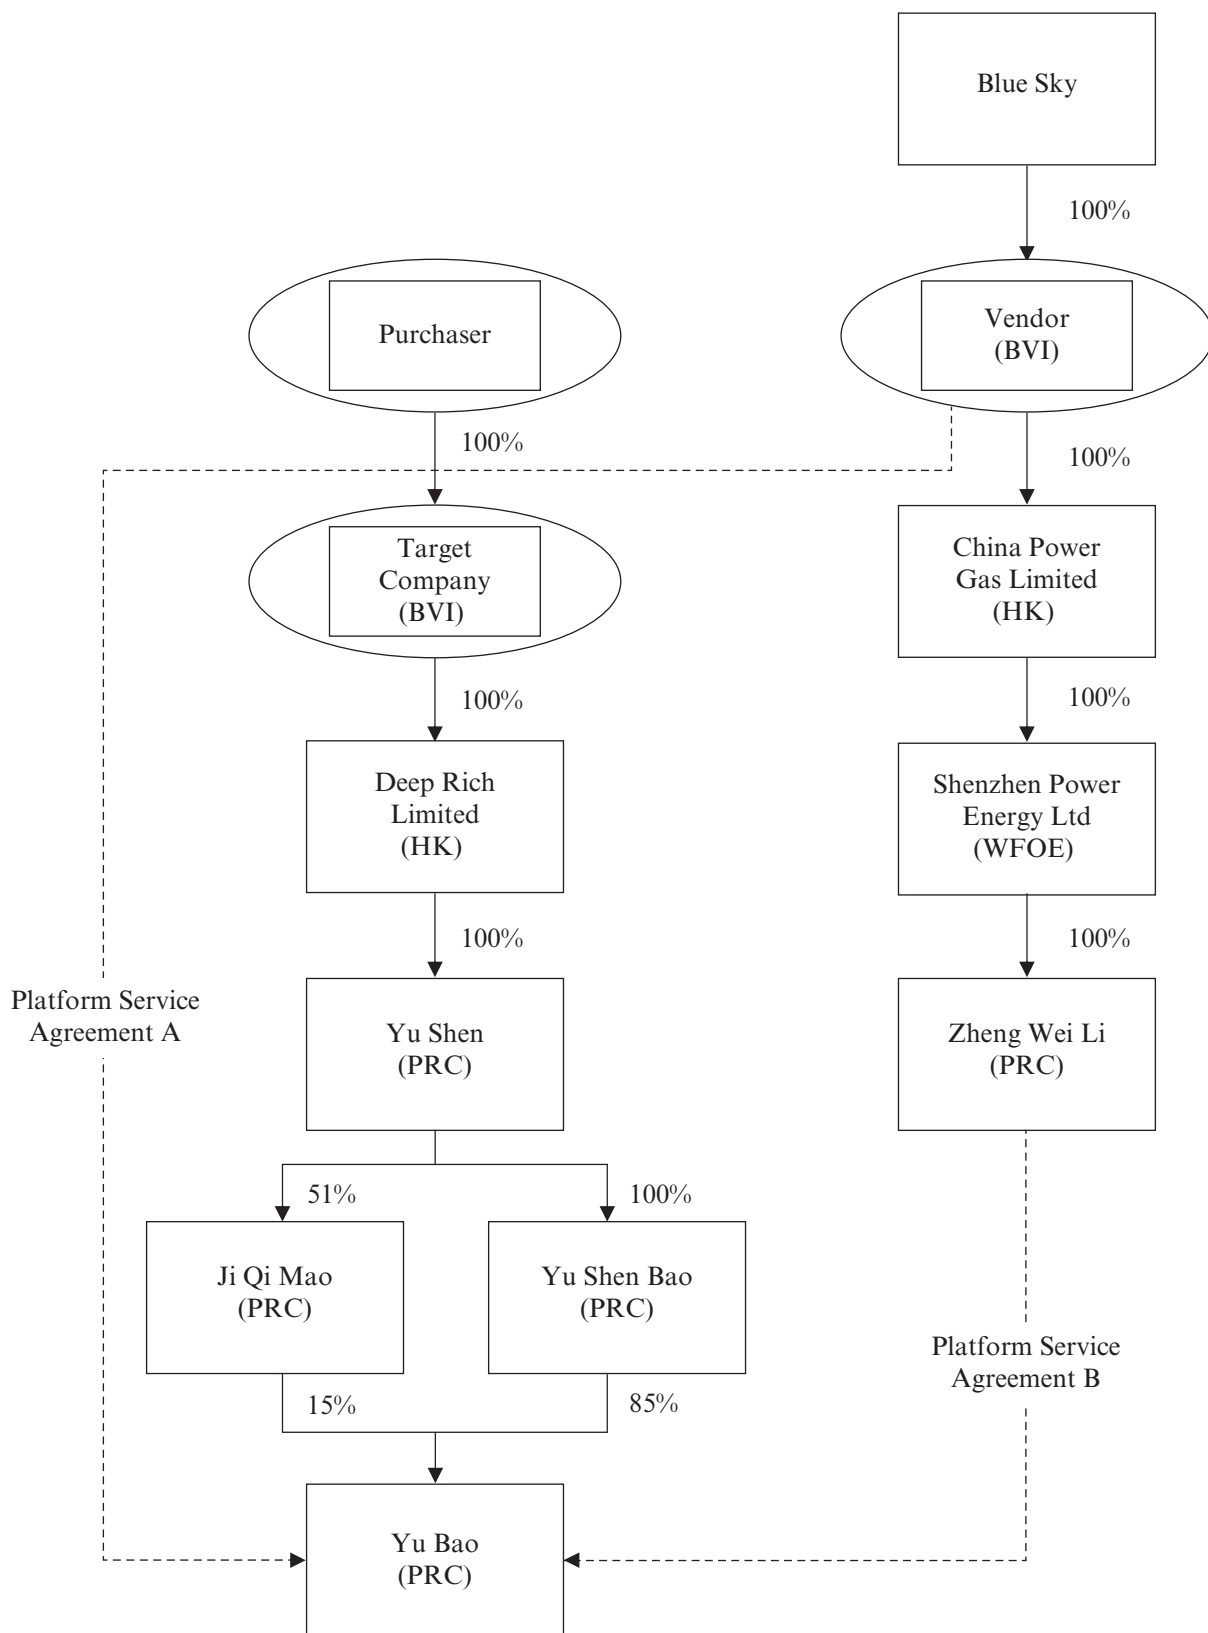 Blue Sky
100%
Purchaser
Vendor
(BVI)
100%
100%
Target
Company
(BVI)
China Power
Gas Limited
(HK)
100%
100%
Deep Rich
Limited
(HK)
Shenzhen Power
Energy Ltd
(WFOE)
100%
100%
Platform Service
Agreement A
Yu Shen
(PRC)
Zheng Wei Li
(PRC)
51%
100%
Ji Qi Mao
(PRC)
Yu Shen Bao
(PRC)
Platform Service
Agreement B
15%
85%
Yu Bao
(PRC)